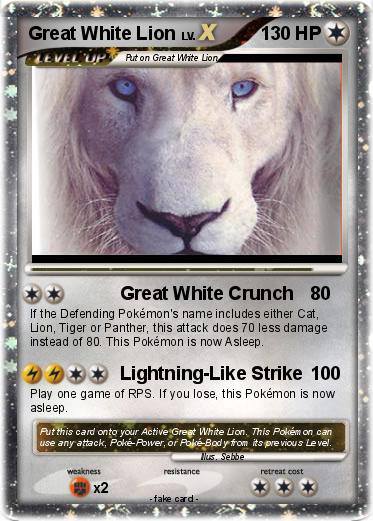 Great White Lion LV. X 130 HP
LEVEL-UP Put on Great White Lion
Great White Crunch 80
If the Defending Pokémon's name includes either Cat,
Lion, Tiger or Panther, this attack does 70 less damage
instead of 80. This Pokémon is now Asleep.
Lightning-Like Strike 100
Play one game of RPS. If you lose, this Pokémon is now
asleep.
Put this card onto your Active Great White Lion. This Pokémon can
use any attack, Poké-Power, or Poké-Body from its previous Level.
Illus. Sebbe
weakness resistance retreat cost
x2
- fake card -